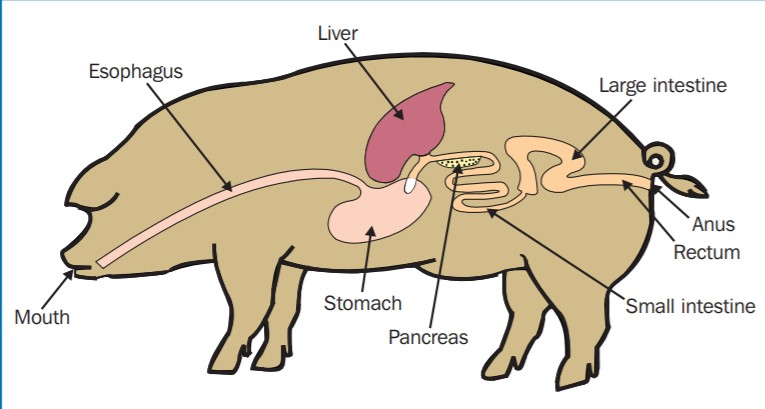 Liver
Esophagus
Large intestine
Anus
Rectum
Stomach
Small intestine
Mouth
Pancreas